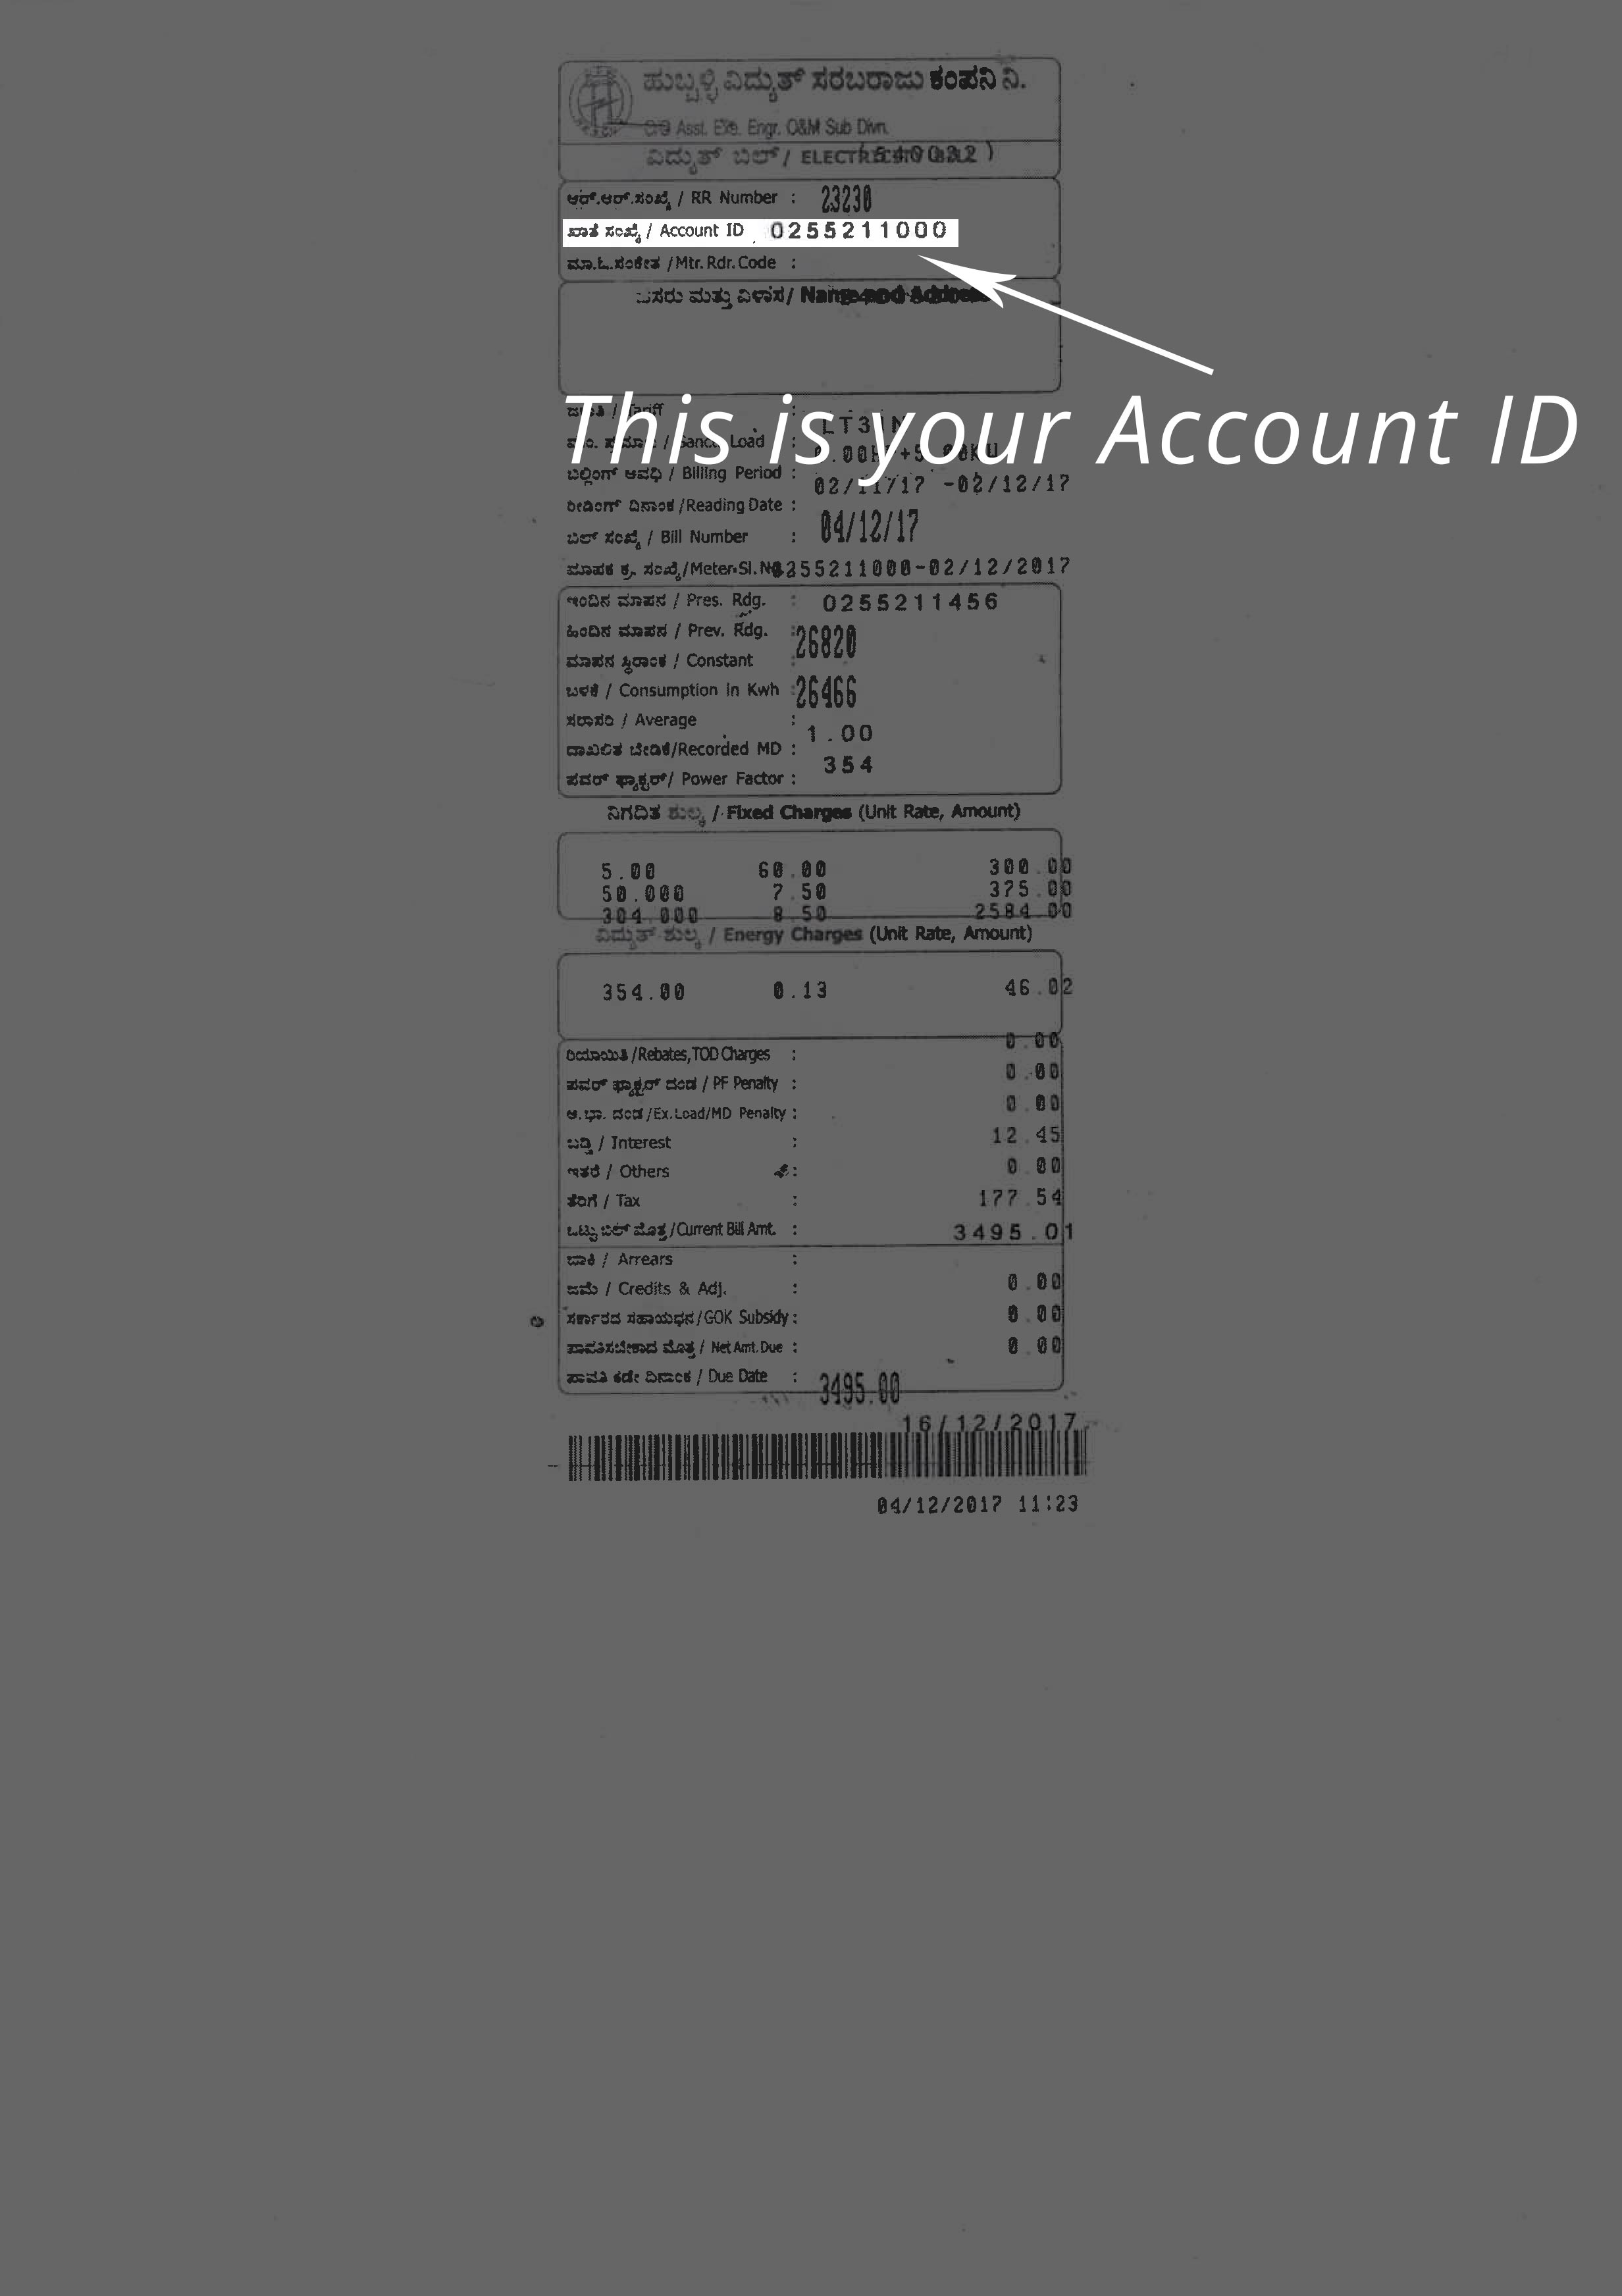 ಹುಬ್ಬಳ್ಳಿ ವಿದ್ಯುತ್ ಸರಬರಾಜು ಕಂಪನಿ ನಿ.
Asst. Exe. Engr. O&M Sub Divn.
ವಿದ್ಯುತ್ ಬಿಲ್ / ELECTRICITY BILL
ಆರ್.ಆರ್.ಸಂಖ್ಯೆ / RR Number : 23230
ಖಾತೆ ಸಂಖ್ಯೆ / Account ID 0255211000
ಮಾ.ಓ.ಸಂಕೇತ / Mtr. Rdr. Code :
ಹೆಸರು ಮತ್ತು ವಿಳಾಸ / Name and Address
This is your Account ID
ಜಕಾತಿ / Tariff :
/ Sanct. Load :
ಬಿಲ್ಲಿಂಗ್ ಅವಧಿ / Billing Period : 02/11/17 -02/12/17
ರೀಡಿಂಗ್ ದಿನಾಂಕ / Reading Date : 04/12/17
ಬಿಲ್ ಸಂಖ್ಯೆ / Bill Number :
ಮಾಪಕ ಕ್ರ. ಸಂಖ್ಯೆ / Meter Sl. No. 0255211000-02/12/2017
ಇಂದಿನ ಮಾಪನ / Pres. Rdg. : 0255211456
ಹಿಂದಿನ ಮಾಪನ / Prev. Rdg. : 26820
ಮಾಪನ ಸ್ಥಿರಾಂಕ / Constant :
ಬಳಕೆ / Consumption in Kwh : 26466
ಸರಾಸರಿ / Average : 1.00
ದಾಖಲಿತ ಬೇಡಿಕೆ / Recorded MD : 354
ಪವರ್ ಫ್ಯಾಕ್ಟರ್ / Power Factor :
ನಿಗದಿತ ಶುಲ್ಕ / Fixed Charges (Unit Rate, Amount)
5.00 60.00 300.00
50.000 7.50 375.00
304.000 8.50 2584.00
ವಿದ್ಯುತ್ ಶುಲ್ಕ / Energy Charges (Unit Rate, Amount)
354.00 0.13 46.02
0.00
ರಿಯಾಯಿತಿ / Rebates, TOD Charges :
ಪವರ್ ಫ್ಯಾಕ್ಟರ್ ದಂಡ / PF Penalty : 0.00
ಅ.ಭಾ. ದಂಡ / Ex. Load/MD Penalty : 0.00
ಬಡ್ಡಿ / Interest : 12.45
ಇತರೆ / Others : 0.00
ತೆರಿಗೆ / Tax : 177.54
ಒಟ್ಟು ಬಿಲ್ ಮೊತ್ತ / Current Bill Amt. : 3495.01
ಬಾಕಿ / Arrears :
ಜಮೆ / Credits & Adj. : 0.00
ಸರ್ಕಾರದ ಸಹಾಯಧನ / GOK Subsidy : 0.00
ಪಾವತಿಸಬೇಕಾದ ಮೊತ್ತ / Net Amt. Due : 0.00
ಪಾವತಿ ಕಡೇ ದಿನಾಂಕ / Due Date : 3495.00
16/12/2017
04/12/2017 11:23